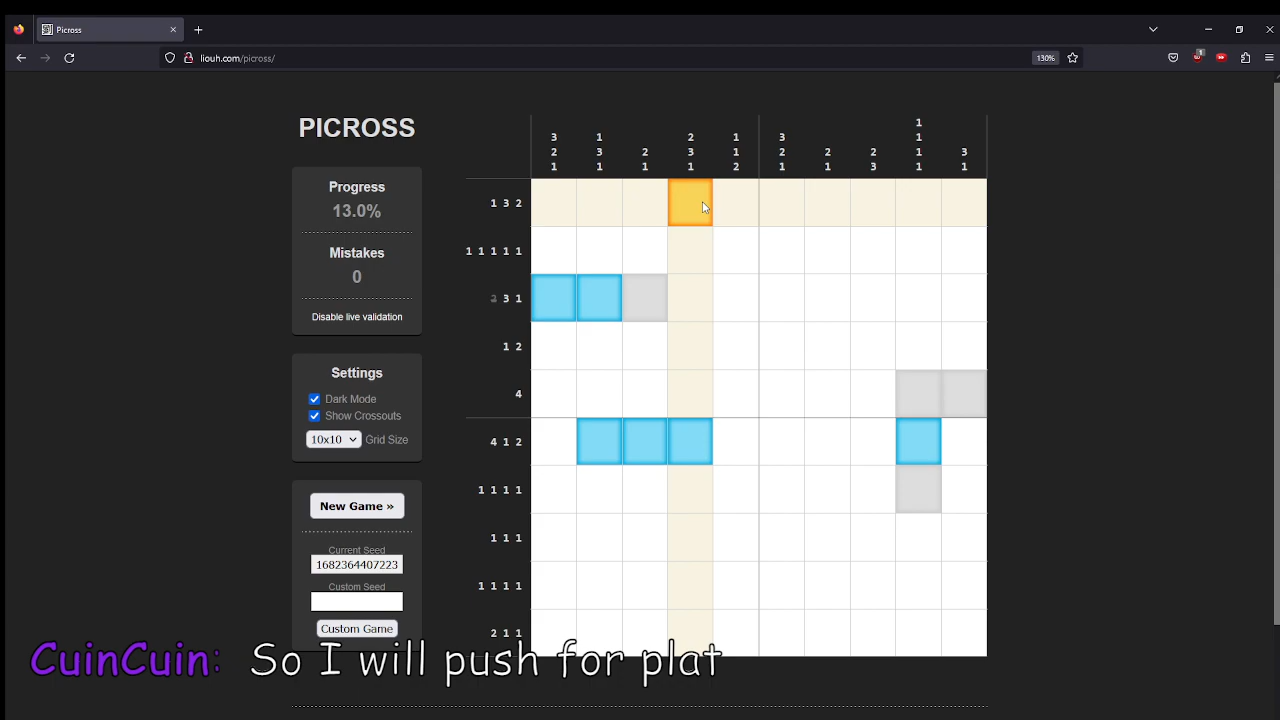 Picross
liouh.com/picross/
130%
1
PICROSS
Progress
13.0%
Mistakes
0
Disable live validation
Settings
Dark Mode
Show Crossouts
10x10 Grid Size
New Game »
Current Seed
1682364407223
Custom Seed
Custom Game
3 2 1
1 3 1
2 1
2 3 1
1 1 2
3 2 1
2 1
2 3
1 1 1 1
3 1
1 3 2
1 1 1 1 1
2 3 1
1 2
4
4 1 2
1 1 1 1
1 1 1
1 1 1 1
2 1 1
CuinCuin: So I will push for plat